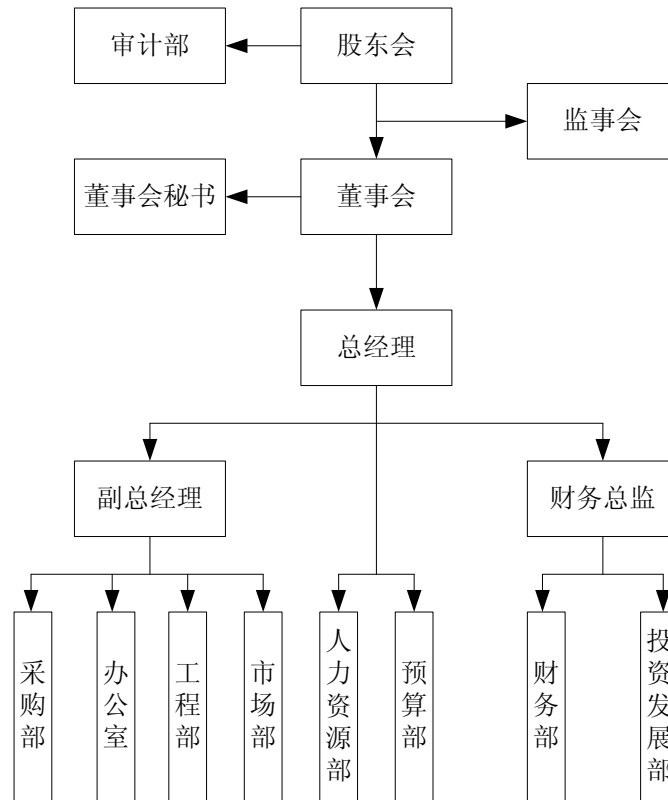 审计部
股东会
监事会
董事会秘书
董事会
总经理
副总经理
财务总监
采购部
办公室
工程部
市场部
人力资源部
预算部
财务部
投资发展部